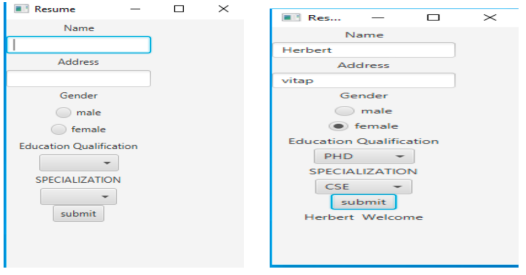 Resume
Name
Address
Gender
male
female
Education Qualification
SPECIALIZATION
submit
Res...
Name
Herbert
Address
vitap
Gender
male
female
Education Qualification
PHD
SPECIALIZATION
CSE
submit
Herbert Welcome